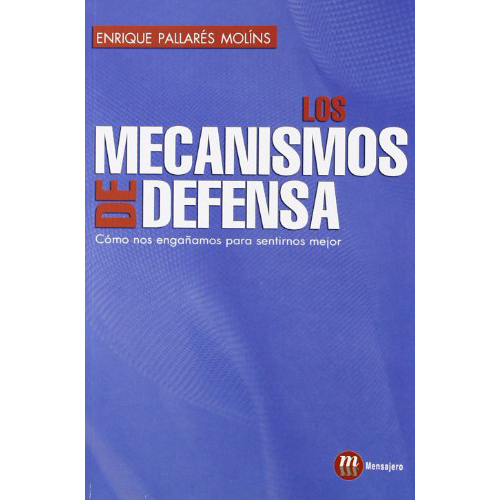 ENRIQUE PALLARÉS MOLÍNS
LOS
MECANISMOS
DE
DEFENSA
Cómo nos engañamos para sentirnos mejor
m
Mensajero